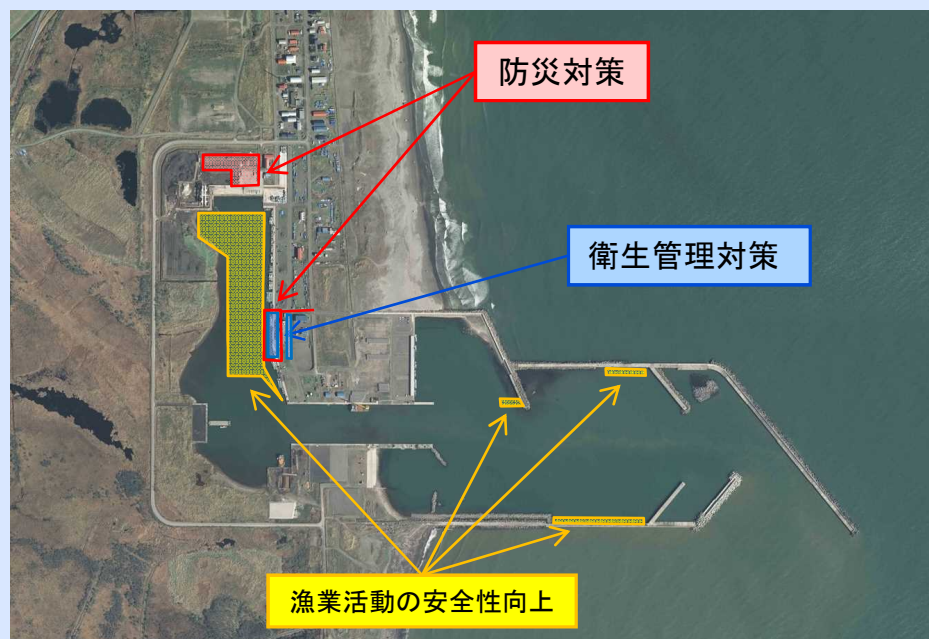 防災対策
衛生管理対策
漁業活動の安全性向上